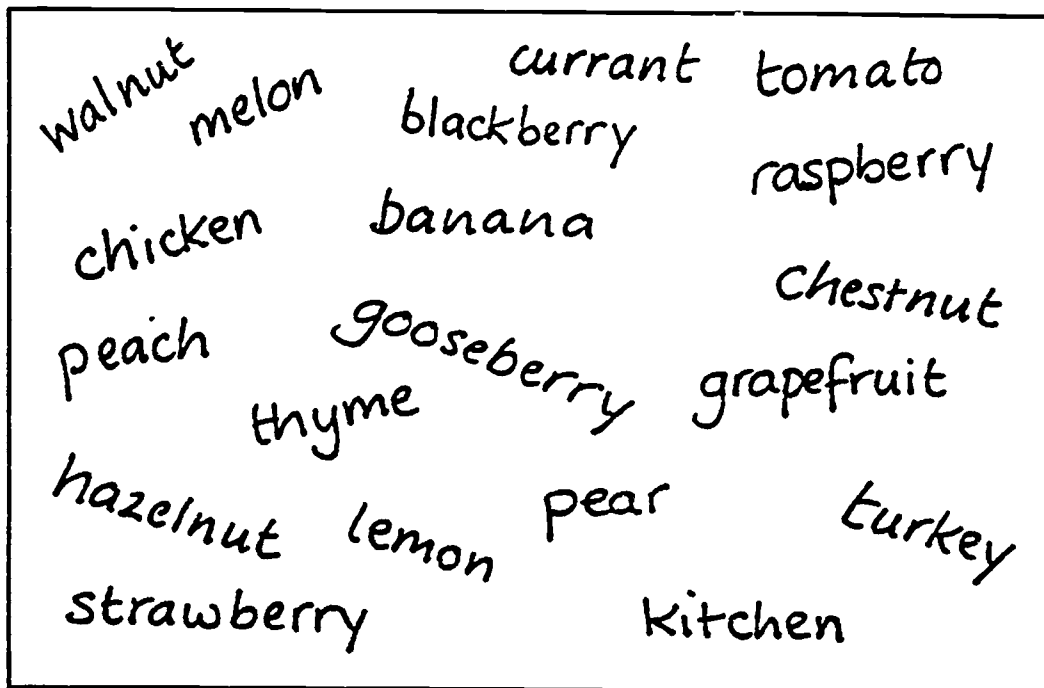 walnut
melon
currant
tomato
blackberry
raspberry
chicken
banana
chestnut
peach
gooseberry
grapefruit
thyme
hazelnut
lemon
pear
turkey
strawberry
kitchen